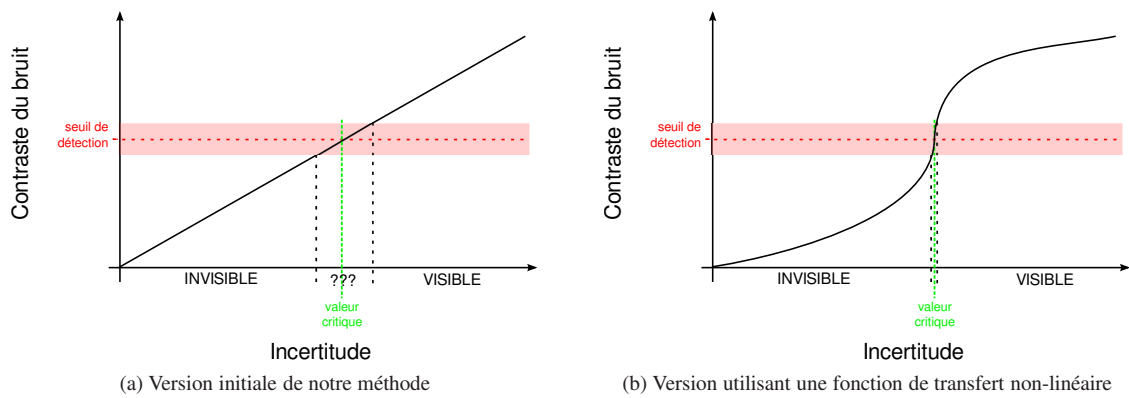 Contraste du bruit
seuil de
détection
INVISIBLE
???
VISIBLE
valeur
critique
Incertitude
(a) Version initiale de notre méthode
Contraste du bruit
seuil de
détection
INVISIBLE
VISIBLE
valeur
critique
Incertitude
(b) Version utilisant une fonction de transfert non-linéaire